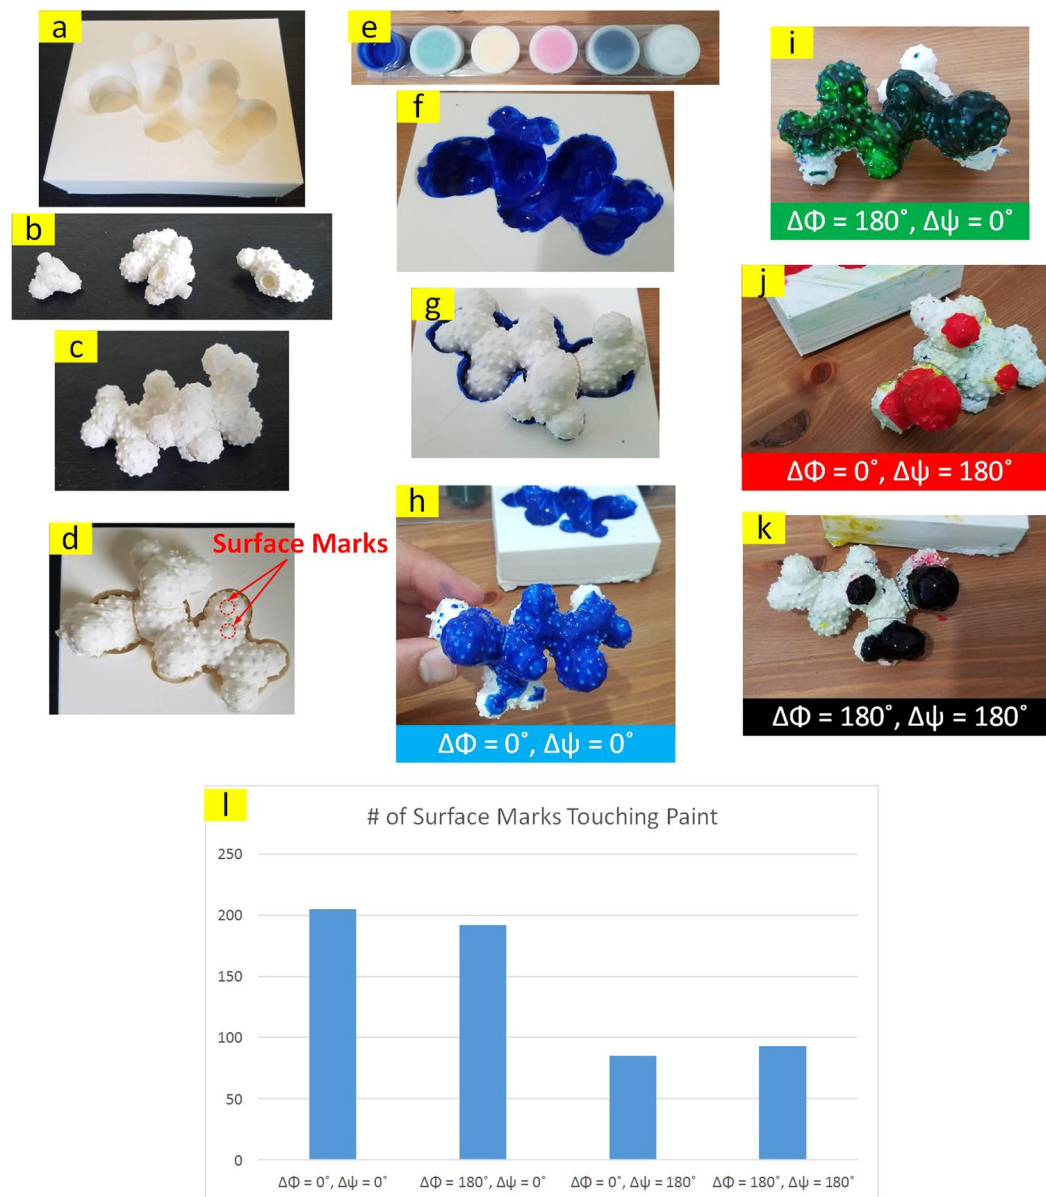 a
b
c
d
Surface Marks
e
f
g
h
ΔΦ = 0˚, Δψ = 0˚
i
ΔΦ = 180˚, Δψ = 0˚
j
ΔΦ = 0˚, Δψ = 180˚
k
ΔΦ = 180˚, Δψ = 180˚
l
# of Surface Marks Touching Paint
250
200
150
100
50
0
ΔΦ = 0˚, Δψ = 0˚ ΔΦ = 180˚, Δψ = 0˚ ΔΦ = 0˚, Δψ = 180˚ ΔΦ = 180˚, Δψ = 180˚